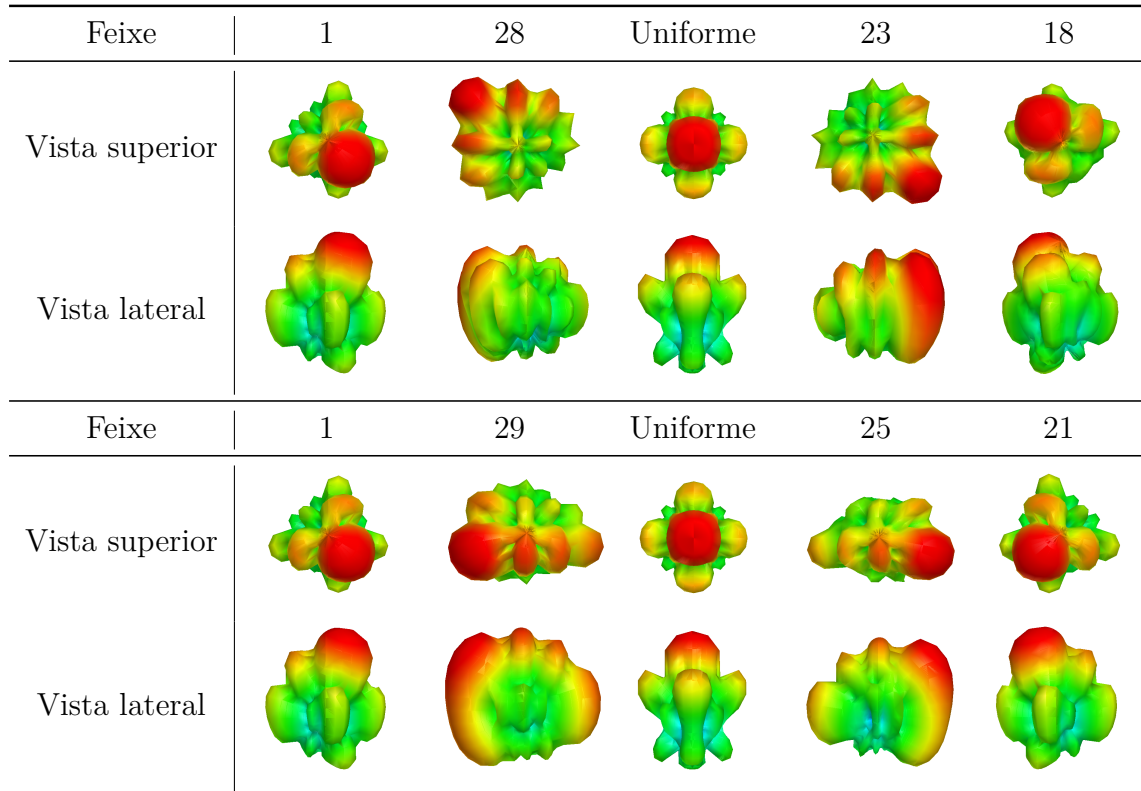 Feixe 1 28 Uniforme 23 18
Vista superior
Vista lateral
Feixe 1 29 Uniforme 25 21
Vista superior
Vista lateral